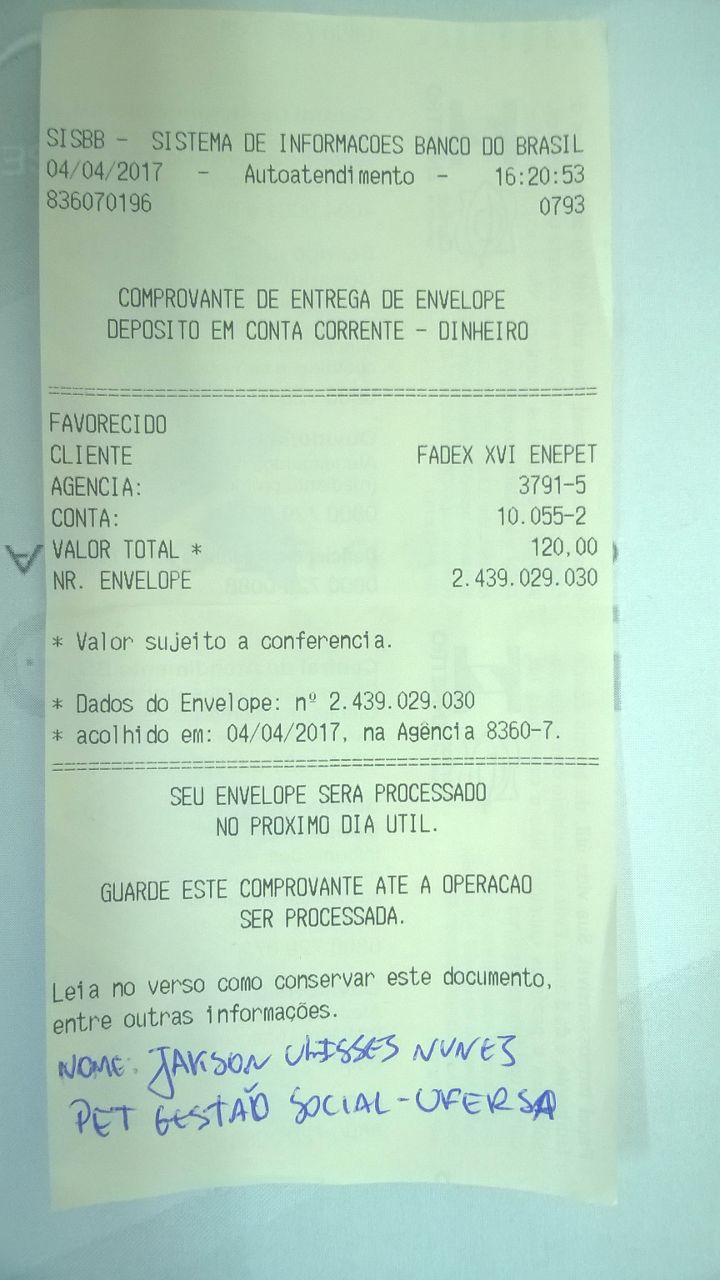 SISBB - SISTEMA DE INFORMACOES BANCO DO BRASIL
04/04/2017 - Autoatendimento - 16:20:53
836070196 0793
COMPROVANTE DE ENTREGA DE ENVELOPE
DEPOSITO EM CONTA CORRENTE - DINHEIRO
==================================================
FAVORECIDO
CLIENTE FADEX XVI ENEPET
AGENCIA: 3791-5
CONTA: 10.055-2
VALOR TOTAL * 120,00
NR. ENVELOPE 2.439.029.030
* Valor sujeito a conferencia.
* Dados do Envelope: nº 2.439.029.030
* acolhido em: 04/04/2017, na Agência 8360-7.
==================================================
SEU ENVELOPE SERA PROCESSADO
NO PROXIMO DIA UTIL.
GUARDE ESTE COMPROVANTE ATE A OPERACAO
SER PROCESSADA.
Leia no verso como conservar este documento,
entre outras informações.
NOME: JAKSON ULISSES NUNES
PET GESTÃO SOCIAL-UFERSA